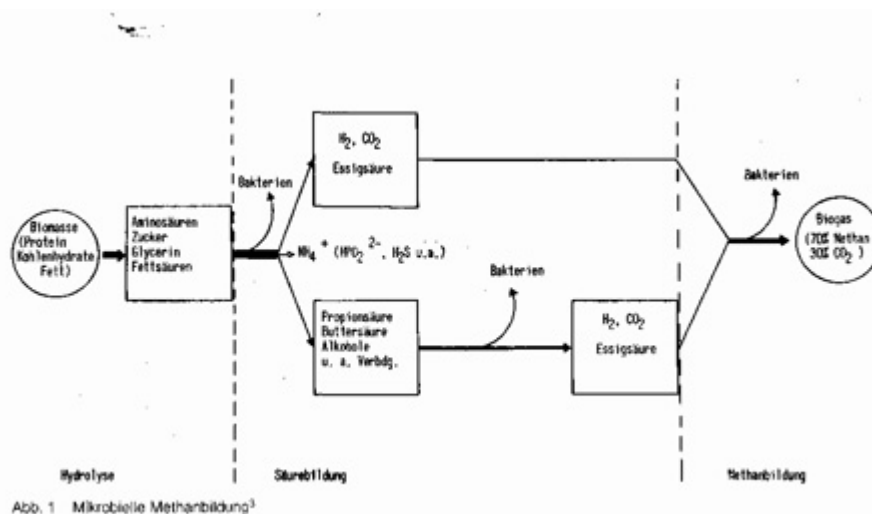 H₂, CO₂
Essigsäure
Bakterien
Bakterien
Biomasse
(Protein
Kohlenhydrate
Fett)
Aminosäuren
Zucker
Glycerin
Fettsäuren
NH₄⁺ (HPO₂²⁻, H₂S u.a.)
Biogas
(70% Methan
30% CO₂)
Bakterien
Propionsäure
Buttersäure
Alkohole
u. a. Verbdg.
H₂, CO₂
Essigsäure
Hydrolyse
Säurebildung
Methanbildung
Abb. 1 Mikrobielle Methanbildung³